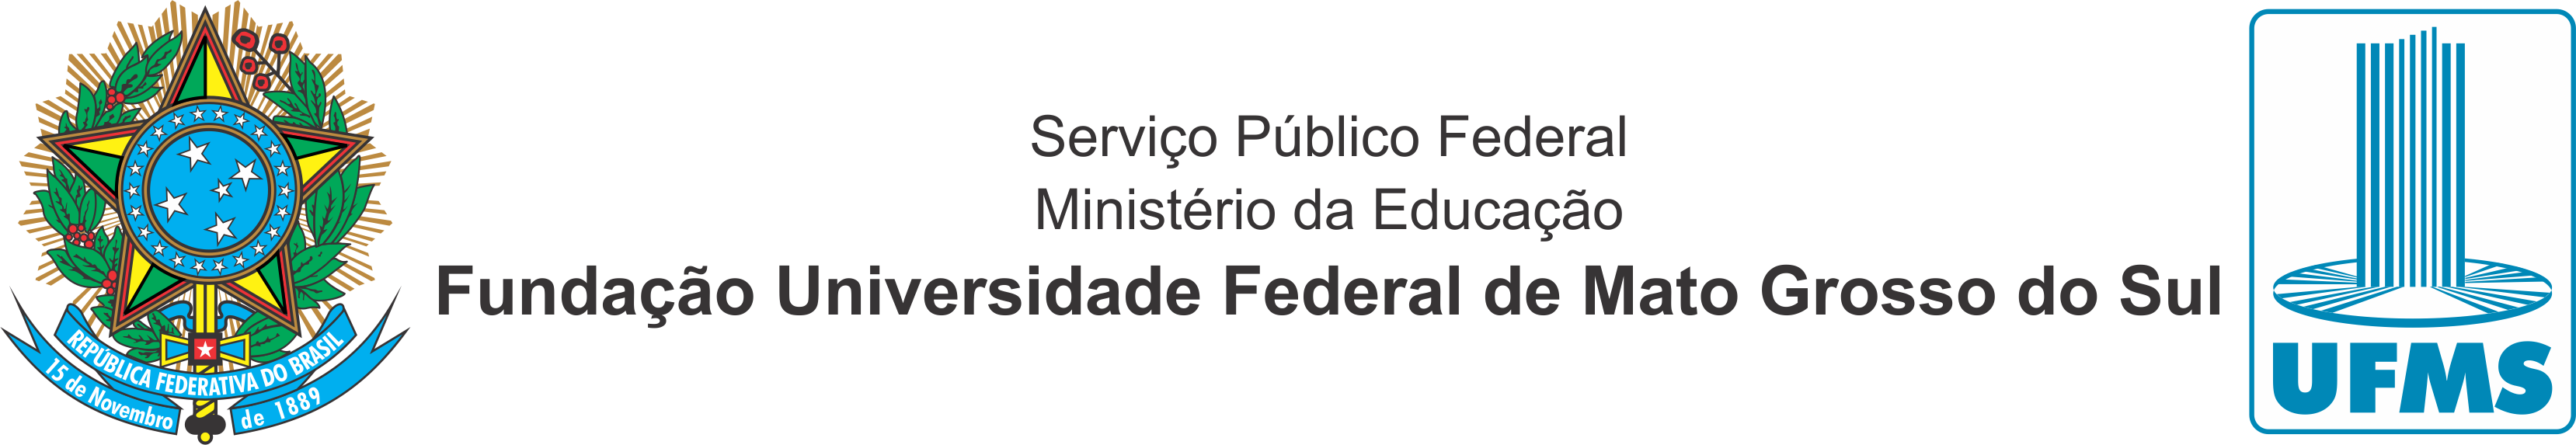 Serviço Público Federal
Ministério da Educação
Fundação Universidade Federal de Mato Grosso do Sul
REPÚBLICA FEDERATIVA DO BRASIL
15 de Novembro de 1889
UFMS